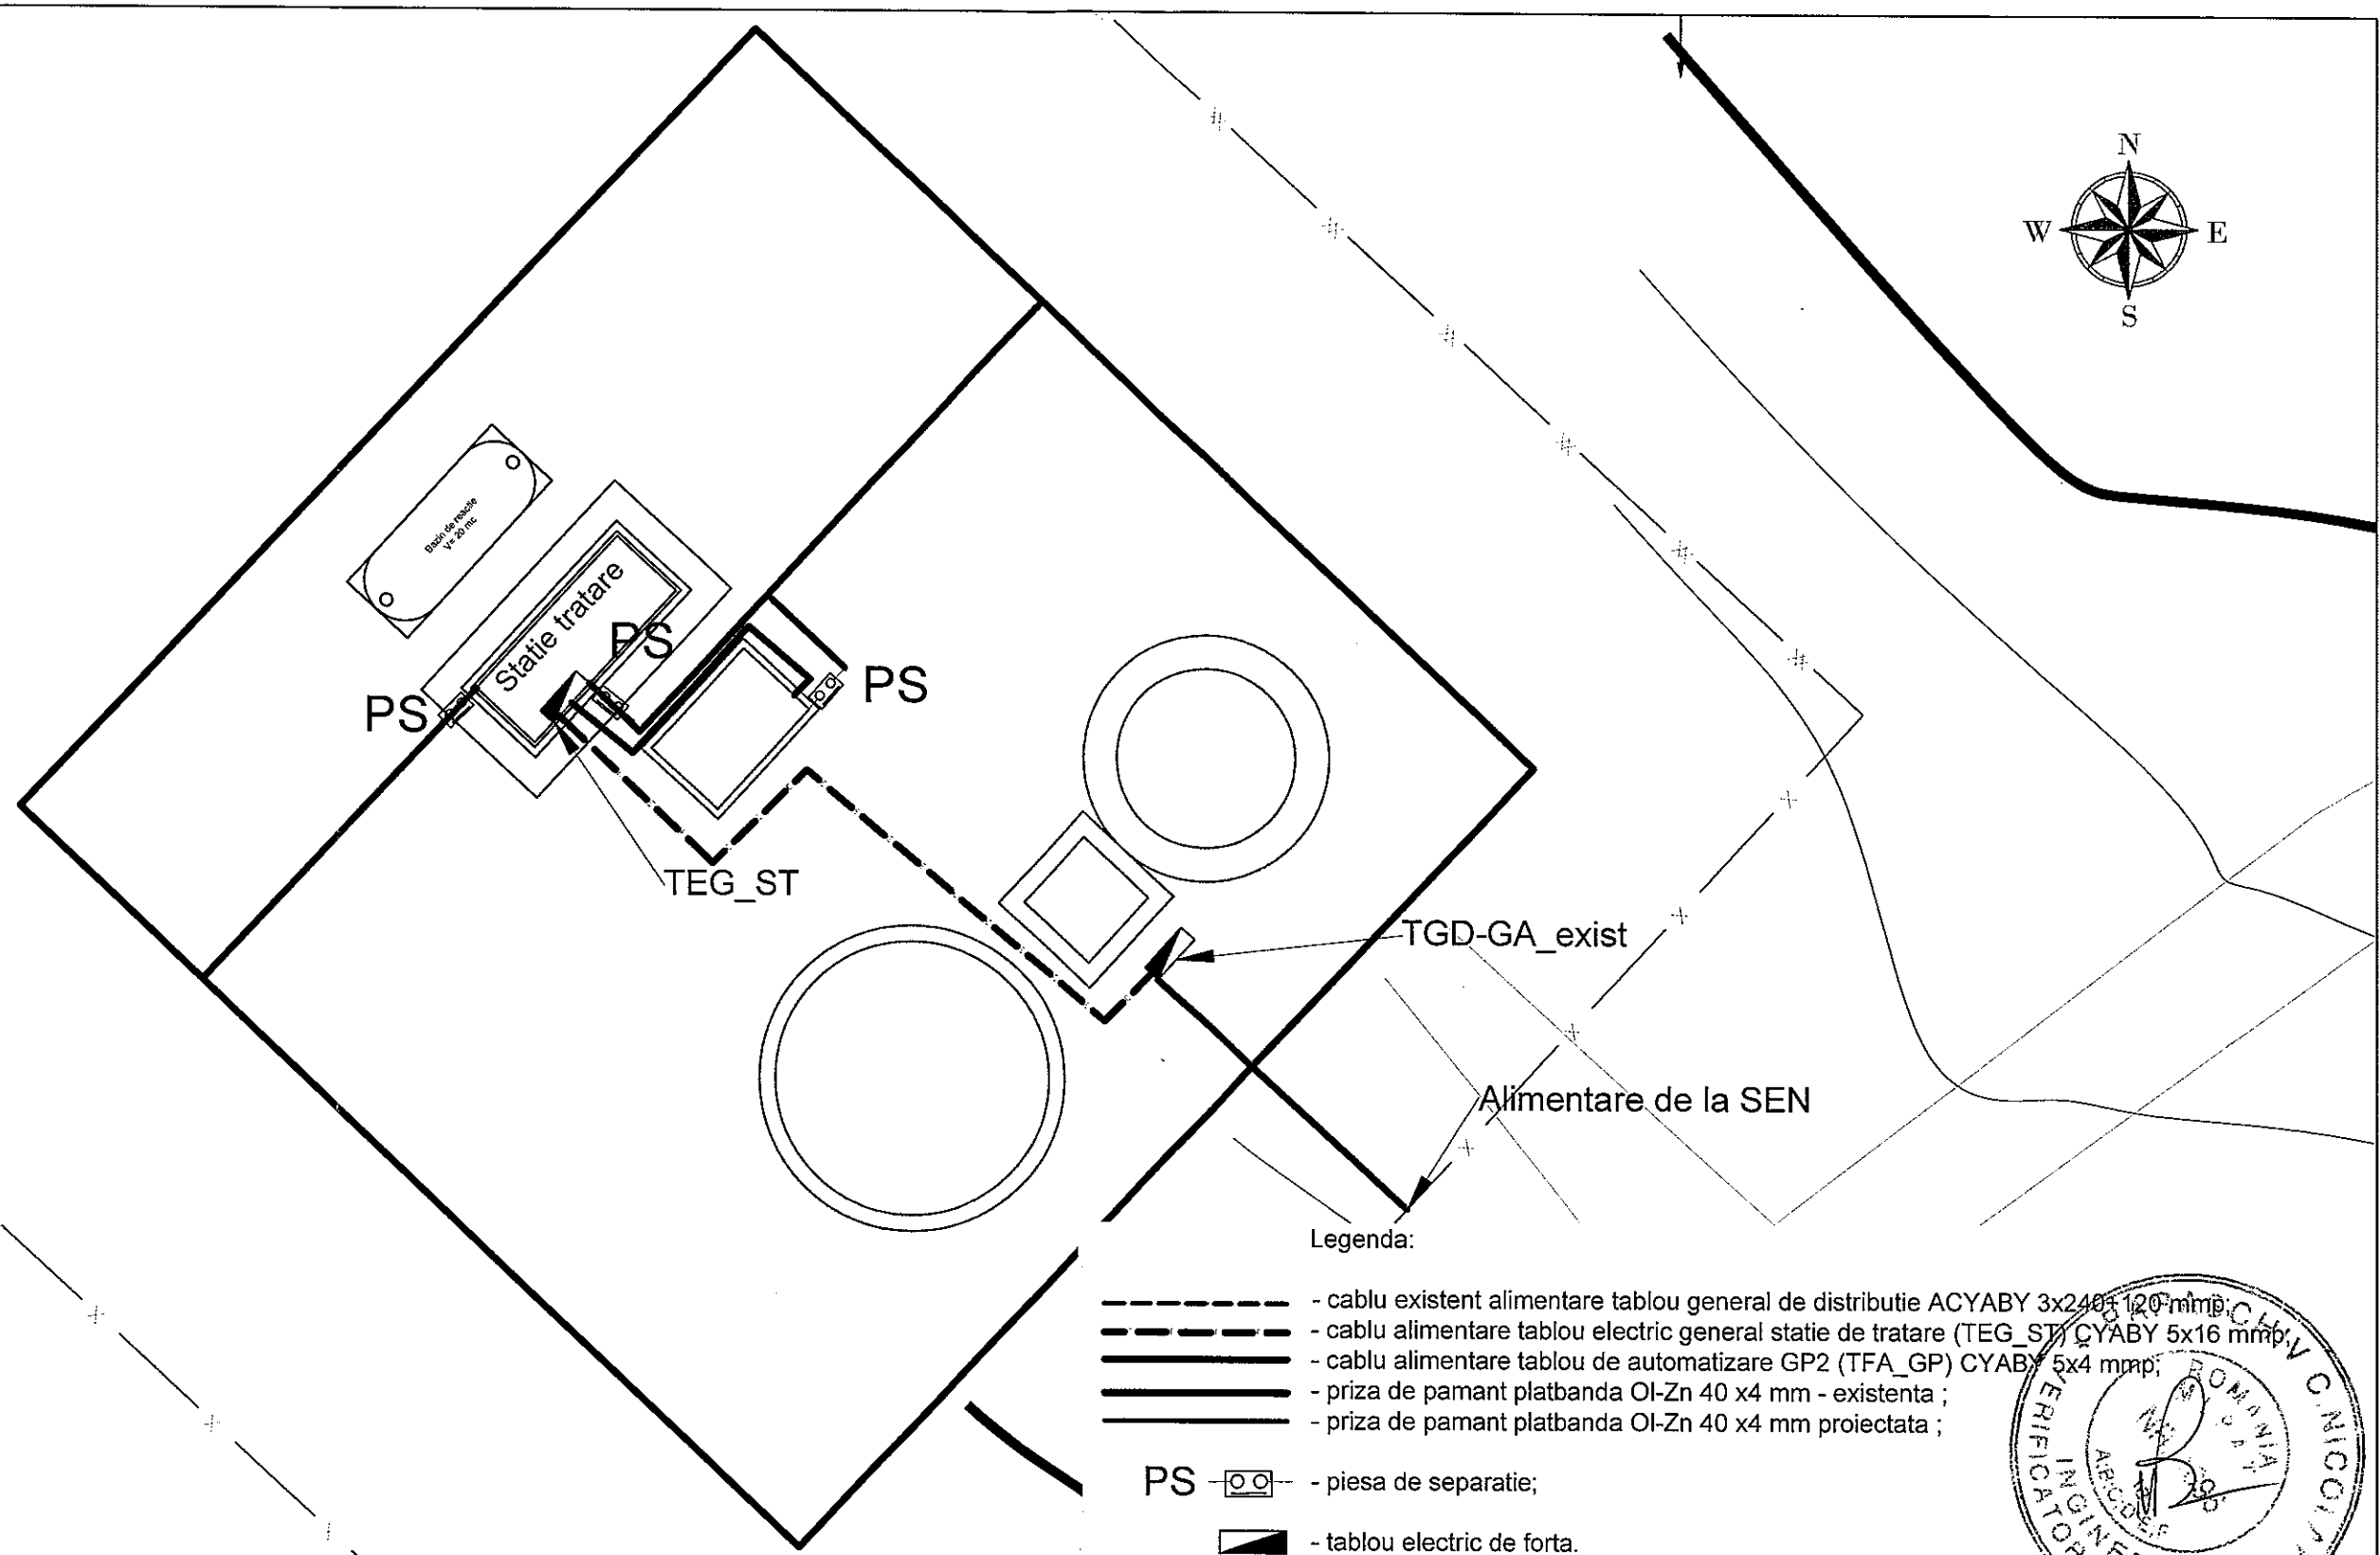 N
W E
S
Bazin de reactie
V= 20 mc
Statie tratare
PS
PS
PS
TEG_ST
TGD-GA_exist
Alimentare de la SEN
Legenda:
- cablu existent alimentare tablou general de distributie ACYABY 3x240+120 mmp;
- cablu alimentare tablou electric general statie de tratare (TEG_ST) CYABY 5x16 mmp;
- cablu alimentare tablou de automatizare GP2 (TFA_GP) CYABY 5x4 mmp;
- priza de pamant platbanda Ol-Zn 40 x4 mm - existenta ;
- priza de pamant platbanda Ol-Zn 40 x4 mm proiectata ;
PS - piesa de separatie;
- tablou electric de forta.
VERIFICATOR
C. NICOLA
ROMANIA